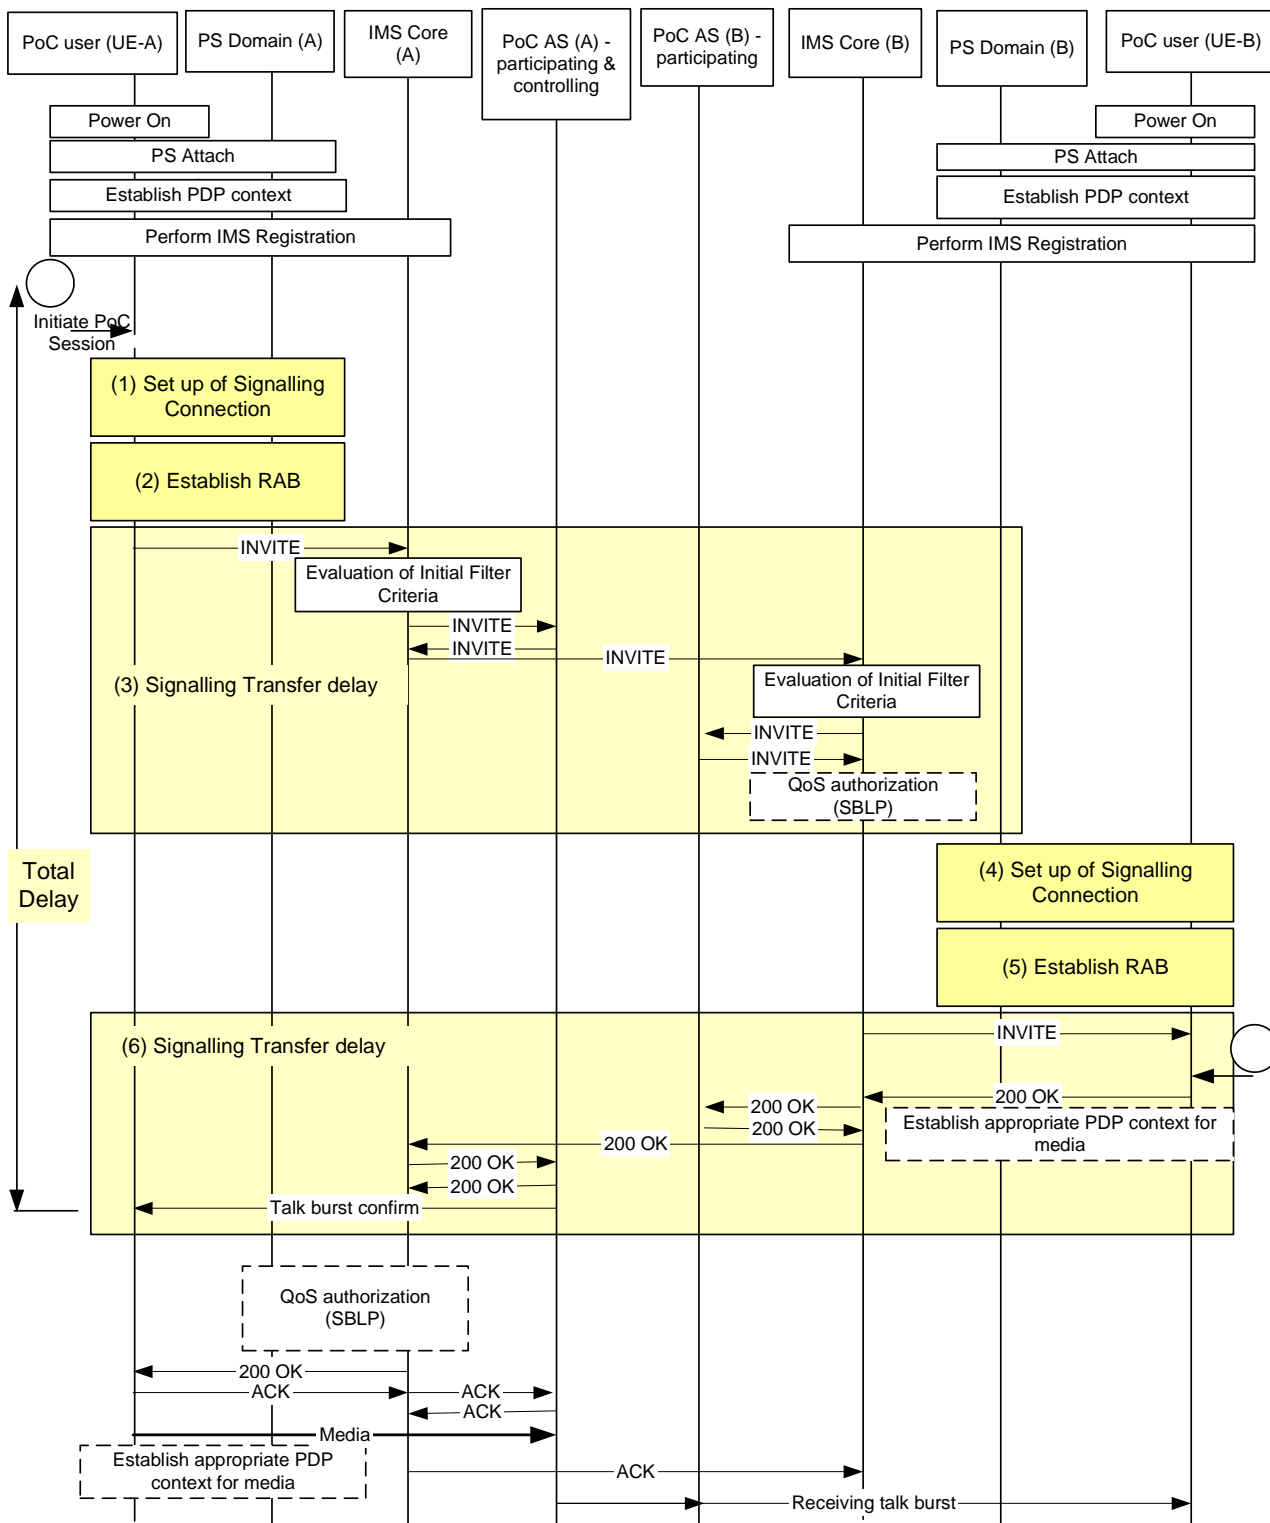 PoC user (UE-A)
PS Domain (A)
IMS Core
(A)
PoC AS (A) -
participating &
controlling
PoC AS (B) -
participating
IMS Core (B)
PS Domain (B)
PoC user (UE-B)
Power On
Power On
PS Attach
PS Attach
Establish PDP context
Establish PDP context
Perform IMS Registration
Perform IMS Registration
Initiate PoC
Session
(1) Set up of Signalling
Connection
(2) Establish RAB
INVITE
Evaluation of Initial Filter
Criteria
INVITE
INVITE
INVITE
(3) Signalling Transfer delay
Evaluation of Initial Filter
Criteria
INVITE
INVITE
QoS authorization
(SBLP)
Total
Delay
(4) Set up of Signalling
Connection
(5) Establish RAB
(6) Signalling Transfer delay
INVITE
200 OK
200 OK
200 OK
Establish appropriate PDP context for
media
200 OK
200 OK
200 OK
Talk burst confirm
QoS authorization
(SBLP)
200 OK
ACK
ACK
ACK
Media
Establish appropriate PDP
context for media
ACK
Receiving talk burst